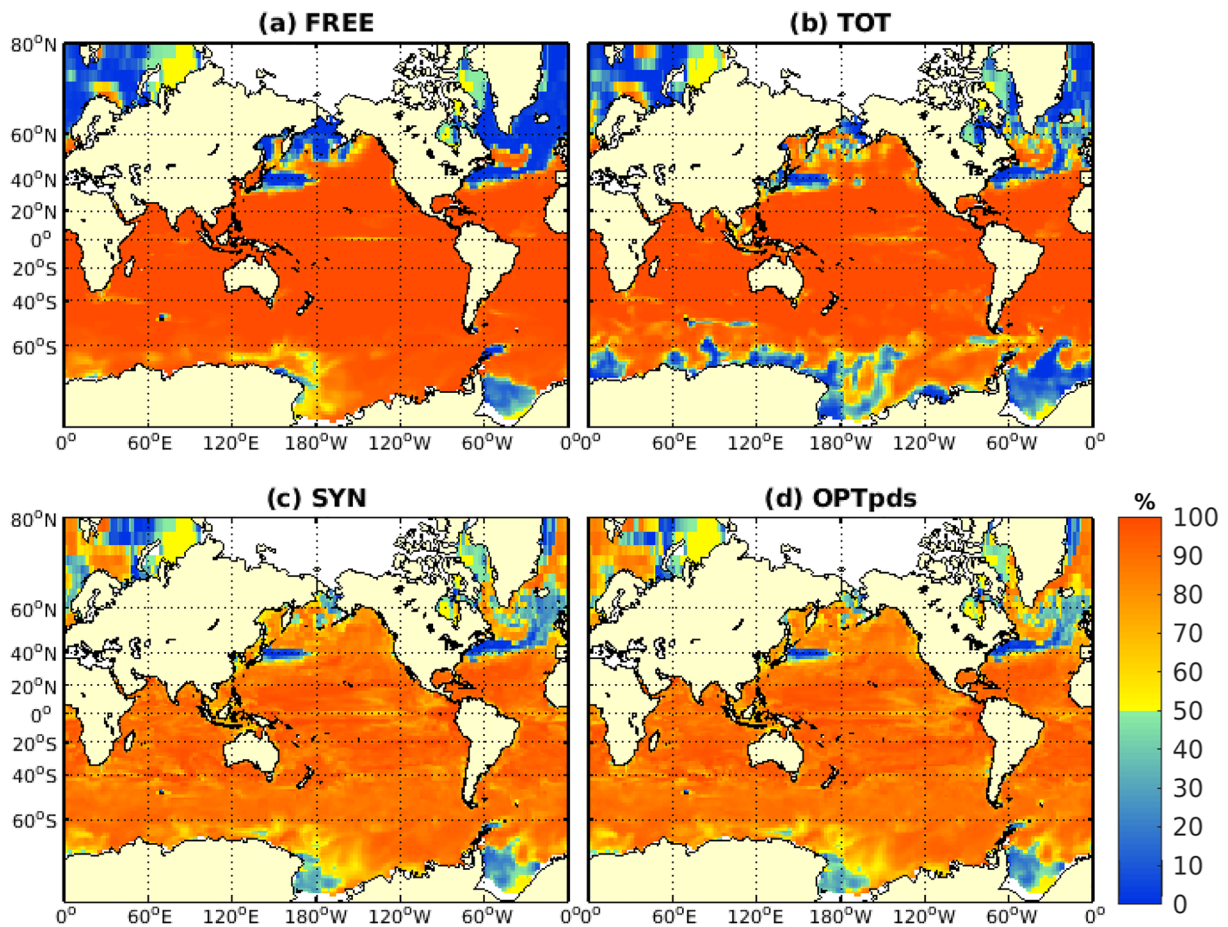 (a) FREE
(b) TOT
80°N
60°N
40°N
20°N
0°
20°S
40°S
60°S
0° 60°E 120°E 180°W 120°W 60°W 0°
0° 60°E 120°E 180°W 120°W 60°W 0°
(c) SYN
(d) OPTpds
80°N
60°N
40°N
20°N
0°
20°S
40°S
60°S
0° 60°E 120°E 180°W 120°W 60°W 0°
0° 60°E 120°E 180°W 120°W 60°W 0°
%
100
90
80
70
60
50
40
30
20
10
0